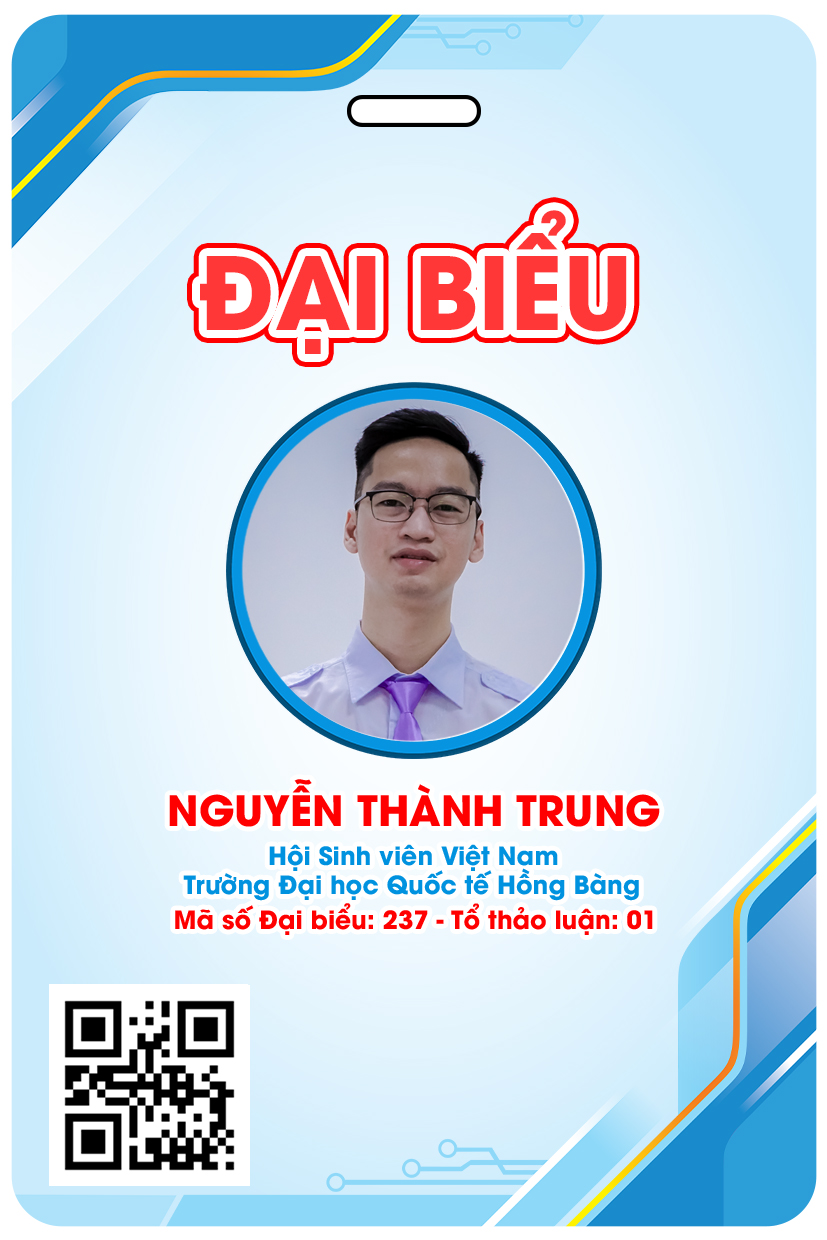 ĐẠI BIỂU
NGUYỄN THÀNH TRUNG
Hội Sinh viên Việt Nam
Trường Đại học Quốc tế Hồng Bàng
Mã số Đại biểu: 237 - Tổ thảo luận: 01